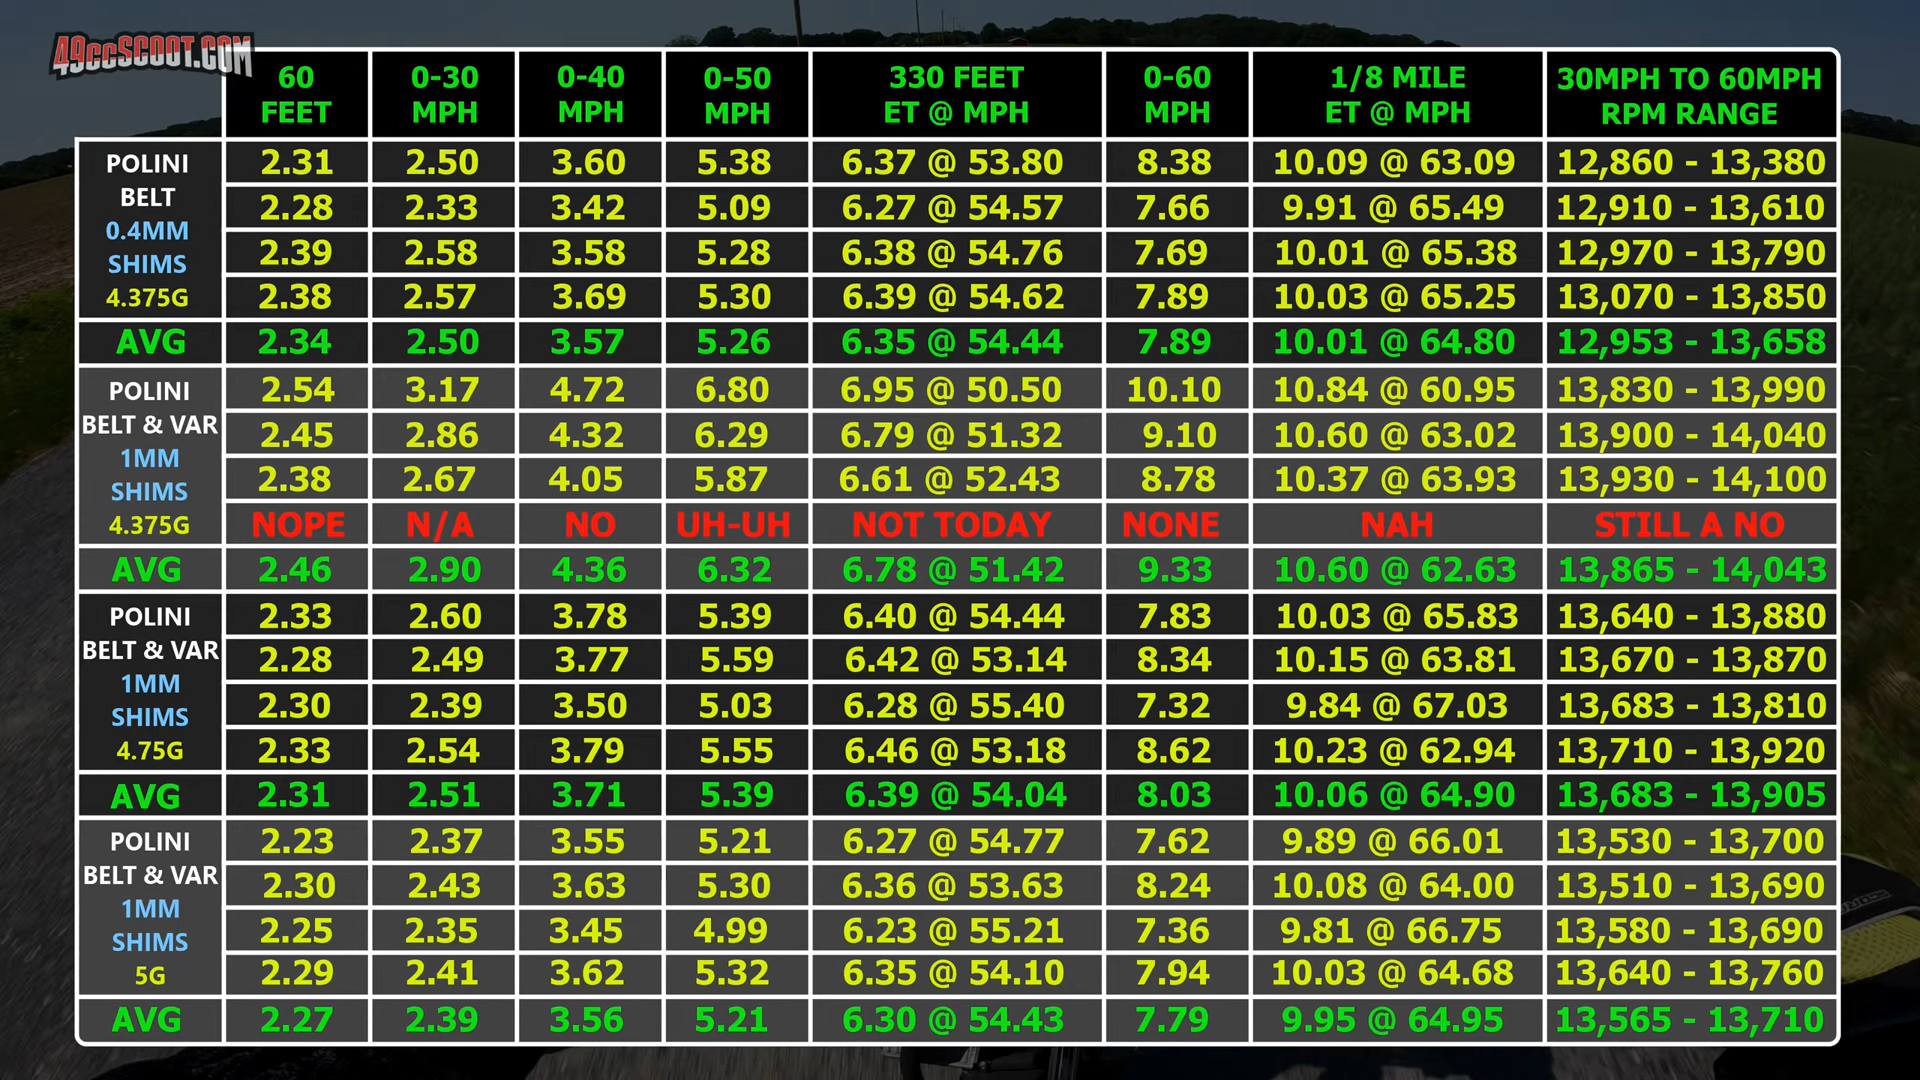 49ccSCOOT.COM
60 FEET 0-30 MPH 0-40 MPH 0-50 MPH 330 FEET ET @ MPH 0-60 MPH 1/8 MILE ET @ MPH 30MPH TO 60MPH RPM RANGE
POLINI
BELT
0.4MM
SHIMS
4.375G
2.31 2.50 3.60 5.38 6.37 @ 53.80 8.38 10.09 @ 63.09 12,860 - 13,380
2.28 2.33 3.42 5.09 6.27 @ 54.57 7.66 9.91 @ 65.49 12,910 - 13,610
2.39 2.58 3.58 5.28 6.38 @ 54.76 7.69 10.01 @ 65.38 12,970 - 13,790
2.38 2.57 3.69 5.30 6.39 @ 54.62 7.89 10.03 @ 65.25 13,070 - 13,850
AVG 2.34 2.50 3.57 5.26 6.35 @ 54.44 7.89 10.01 @ 64.80 12,953 - 13,658
POLINI
BELT & VAR
1MM
SHIMS
4.375G
2.54 3.17 4.72 6.80 6.95 @ 50.50 10.10 10.84 @ 60.95 13,830 - 13,990
2.45 2.86 4.32 6.29 6.79 @ 51.32 9.10 10.60 @ 63.02 13,900 - 14,040
2.38 2.67 4.05 5.87 6.61 @ 52.43 8.78 10.37 @ 63.93 13,930 - 14,100
NOPE N/A NO UH-UH NOT TODAY NONE NAH STILL A NO
AVG 2.46 2.90 4.36 6.32 6.78 @ 51.42 9.33 10.60 @ 62.63 13,865 - 14,043
POLINI
BELT & VAR
1MM
SHIMS
4.75G
2.33 2.60 3.78 5.39 6.40 @ 54.44 7.83 10.03 @ 65.83 13,640 - 13,880
2.28 2.49 3.77 5.59 6.42 @ 53.14 8.34 10.15 @ 63.81 13,670 - 13,870
2.30 2.39 3.50 5.03 6.28 @ 55.40 7.32 9.84 @ 67.03 13,683 - 13,810
2.33 2.54 3.79 5.55 6.46 @ 53.18 8.62 10.23 @ 62.94 13,710 - 13,920
AVG 2.31 2.51 3.71 5.39 6.39 @ 54.04 8.03 10.06 @ 64.90 13,683 - 13,905
POLINI
BELT & VAR
1MM
SHIMS
5G
2.23 2.37 3.55 5.21 6.27 @ 54.77 7.62 9.89 @ 66.01 13,530 - 13,700
2.30 2.43 3.63 5.30 6.36 @ 53.63 8.24 10.08 @ 64.00 13,510 - 13,690
2.25 2.35 3.45 4.99 6.23 @ 55.21 7.36 9.81 @ 66.75 13,580 - 13,690
2.29 2.41 3.62 5.32 6.35 @ 54.10 7.94 10.03 @ 64.68 13,640 - 13,760
AVG 2.27 2.39 3.56 5.21 6.30 @ 54.43 7.79 9.95 @ 64.95 13,565 - 13,710